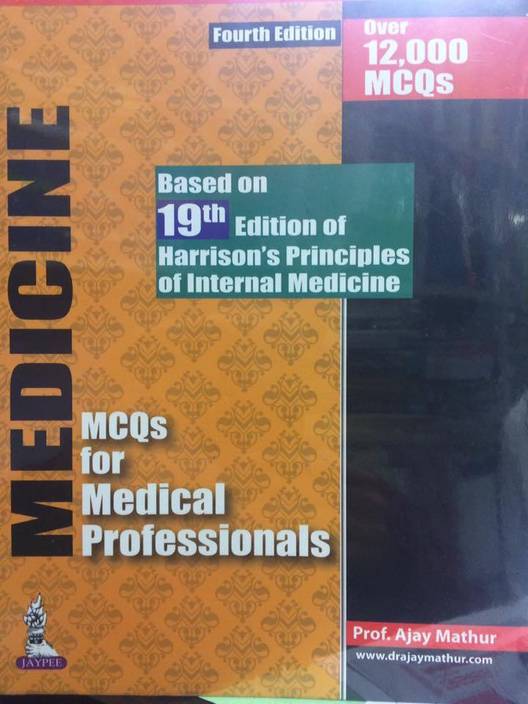 Fourth Edition
Over
12,000
MCQs
MEDICINE
Based on
19th Edition of
Harrison's Principles
of Internal Medicine
MCQs
for
Medical
Professionals
JAYPEE
Prof. Ajay Mathur
www.drajaymathur.com